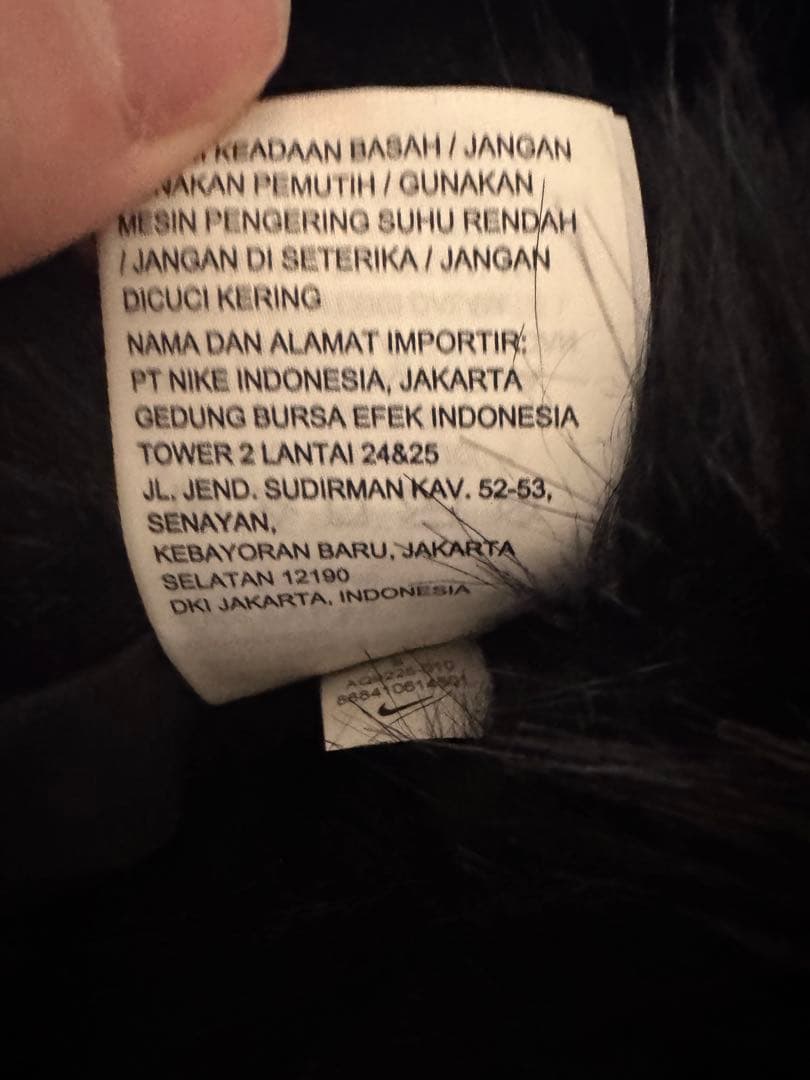 KEADAAN BASAH / JANGAN
PEMUTIH / GUNAKAN
MESIN PENGERING SUHU RENDAH
/ JANGAN DI SETERIKA / JANGAN
DICUCI KERING
NAMA DAN ALAMAT IMPORTIR:
PT NIKE INDONESIA, JAKARTA
GEDUNG BURSA EFEK INDONESIA
TOWER 2 LANTAI 24&25
JL. JEND. SUDIRMAN KAV. 52-53,
SENAYAN,
KEBAYORAN BARU, JAKARTA
SELATAN 12190
DKI JAKARTA, INDONESIA